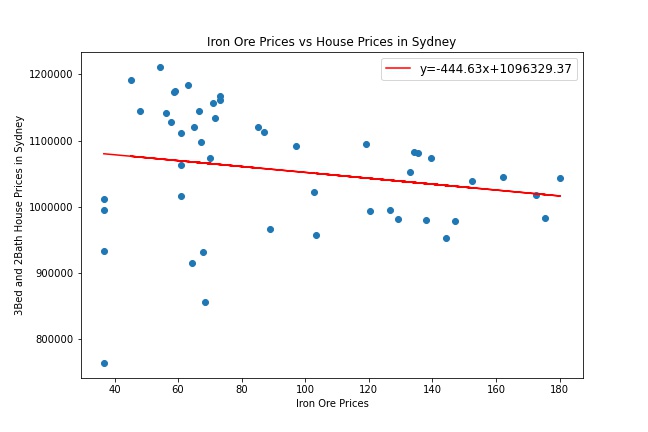 Iron Ore Prices vs House Prices in Sydney
y=-444.63x+1096329.37
3Bed and 2Bath House Prices in Sydney
1200000
1100000
1000000
900000
800000
40 60 80 100 120 140 160 180
Iron Ore Prices